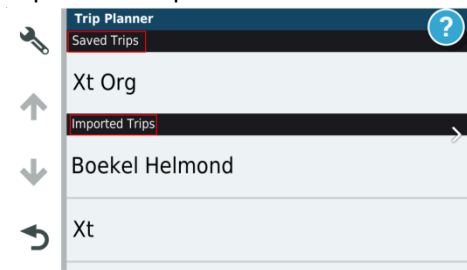 Trip Planner
?
Saved Trips
Xt Org
Imported Trips
Boekel Helmond
Xt